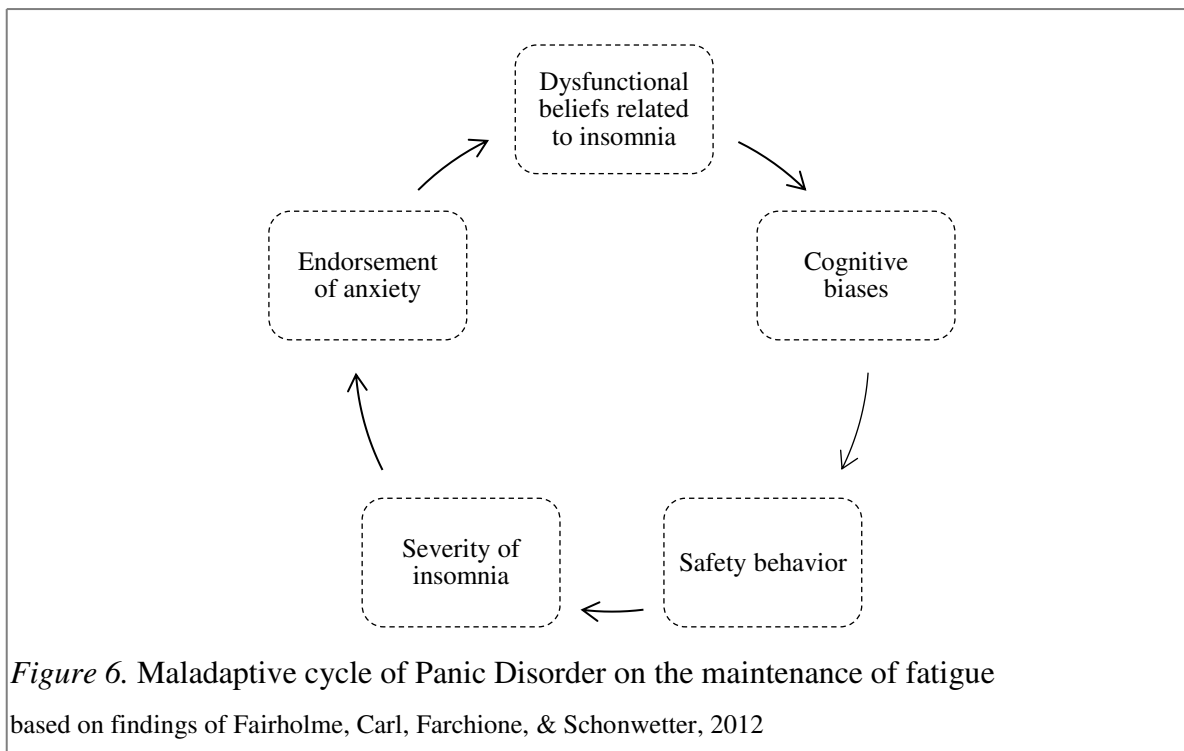 Dysfunctional
beliefs related
to insomnia
Endorsement
of anxiety
Cognitive
biases
Severity of
insomnia
Safety behavior
Figure 6. Maladaptive cycle of Panic Disorder on the maintenance of fatigue
based on findings of Fairholme, Carl, Farchione, & Schonwetter, 2012